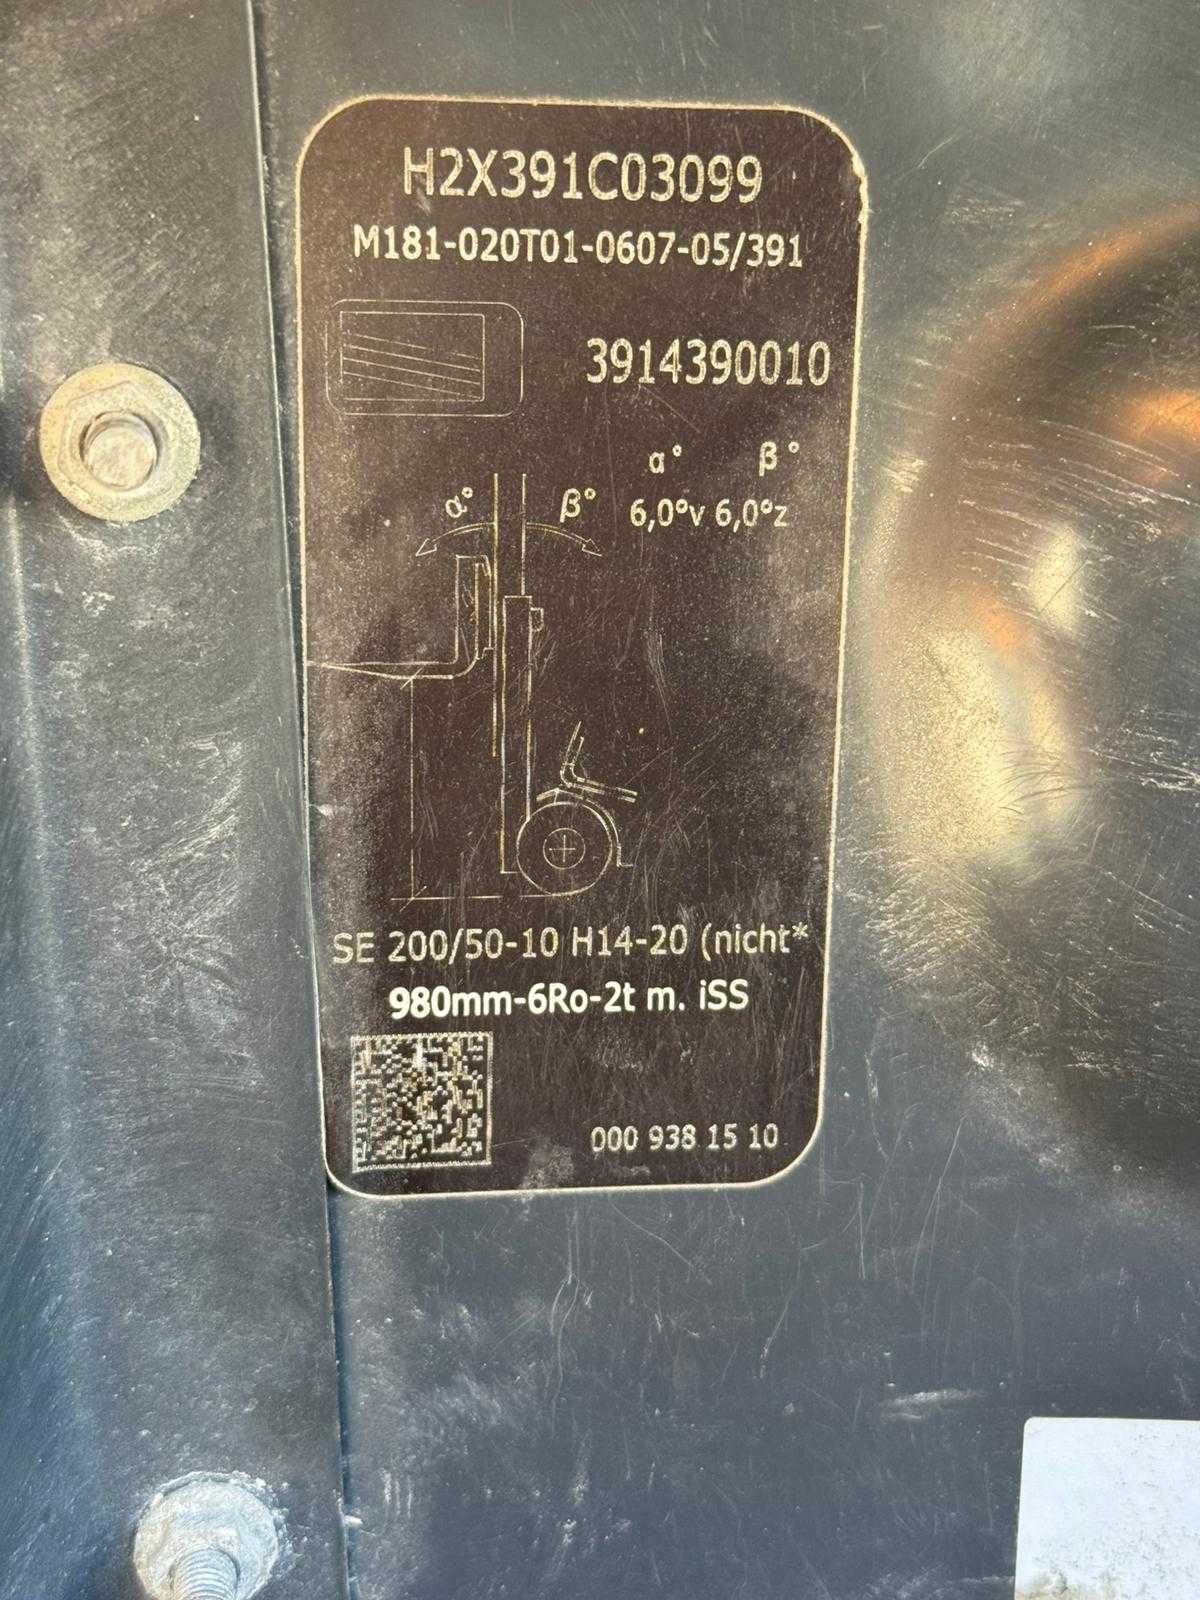 H2X391C03099
M181-020T01-0607-05/391
3914390010
α° β°
6,0°v 6,0°z
α° β°
SE 200/50-10 H14-20 (nicht*
980mm-6Ro-2t m. iSS
000 938 15 10